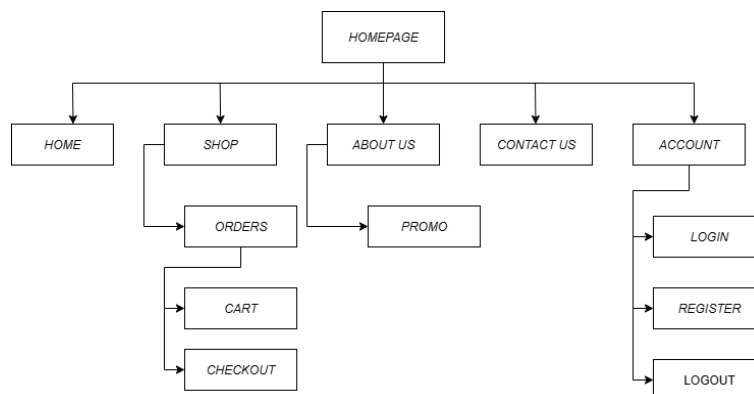 HOMEPAGE
HOME
SHOP
ABOUT US
CONTACT US
ACCOUNT
ORDERS
PROMO
LOGIN
CART
REGISTER
CHECKOUT
LOGOUT